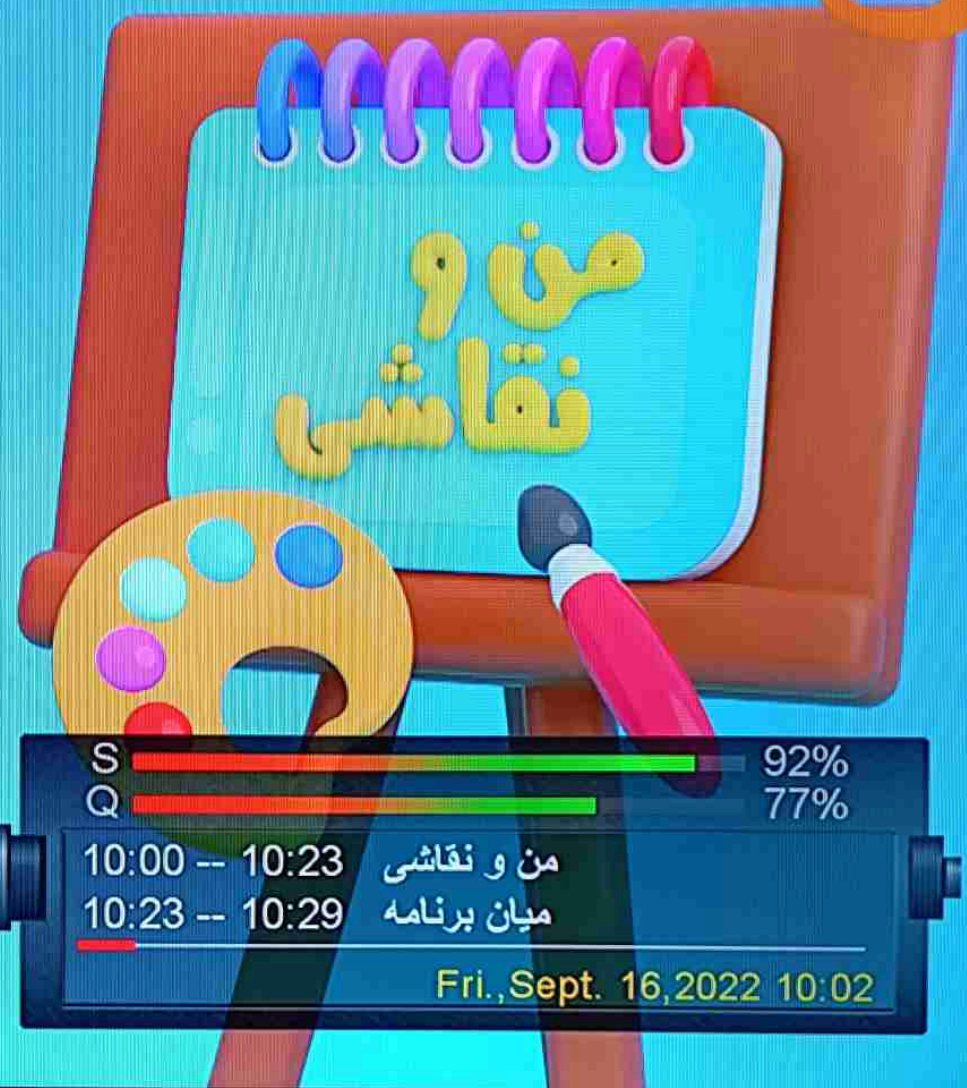 من و
نقاشی
S 92%
Q 77%
10:00 -- 10:23 من و نقاشی
10:23 -- 10:29 میان برنامه
Fri.,Sept. 16,2022 10:02